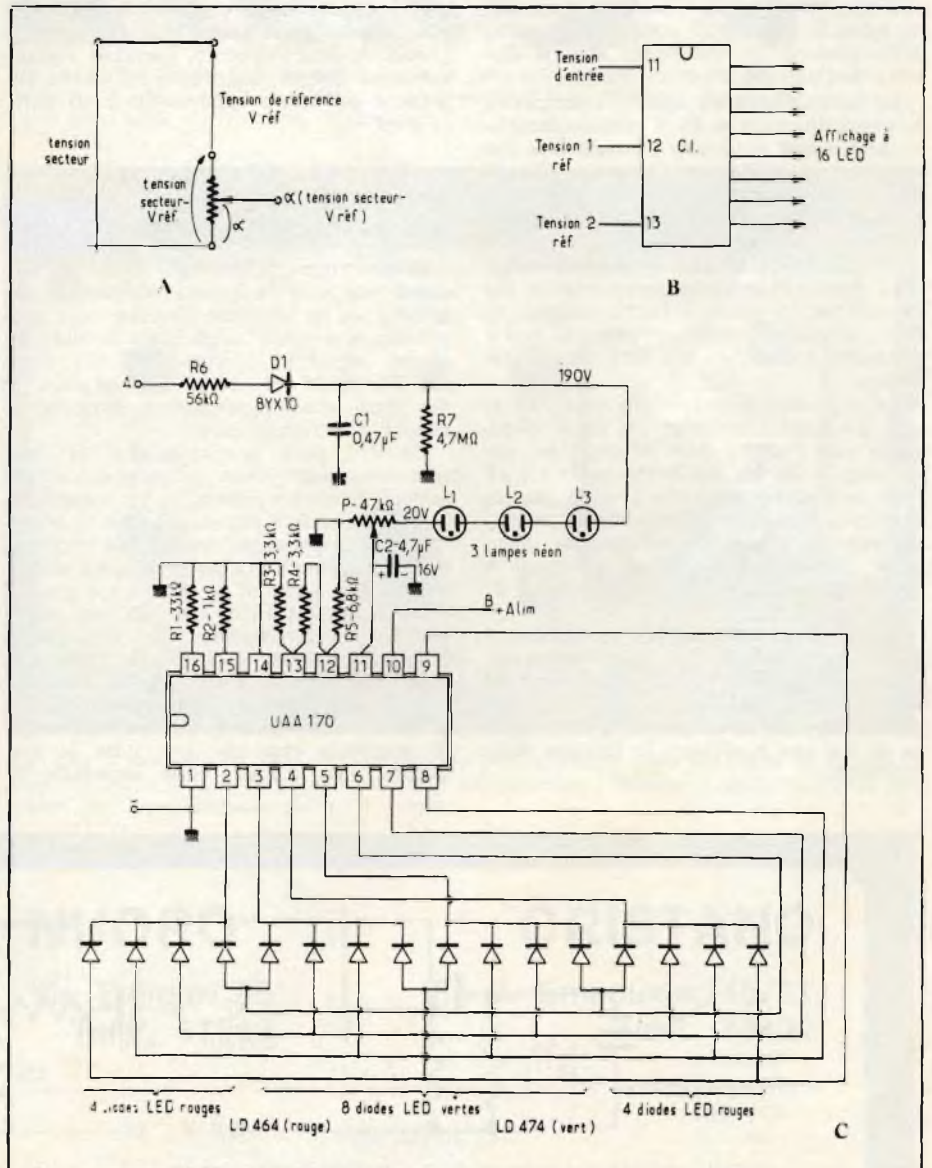 Tension de référence
V réf
tension
secteur
tension
secteur-
V réf.
α (tension secteur-
V réf)
α
A
Tension
d'entrée
11
Tension 1
réf
12
C.I.
Tension 2
réf.
13
Affichage à
16 LED
B
A
R6
56kΩ
D1
BYX10
190V
C1
0,47µF
R7
4,7MΩ
P- 47kΩ
20V
L1
L2
L3
3 lampes néon
C2-4,7µF
+
-
16V
R1-33kΩ
R2-1kΩ
R3-3,3kΩ
R4-3,3kΩ
R5-6,8kΩ
B
+Alim
16 15 14 13 12 11 10 9
UAA 170
1 2 3 4 5 6 7 8
4 diodes LED rouges
8 diodes LED vertes
4 diodes LED rouges
LD 464 (rouge)
LD 474 (vert)
C